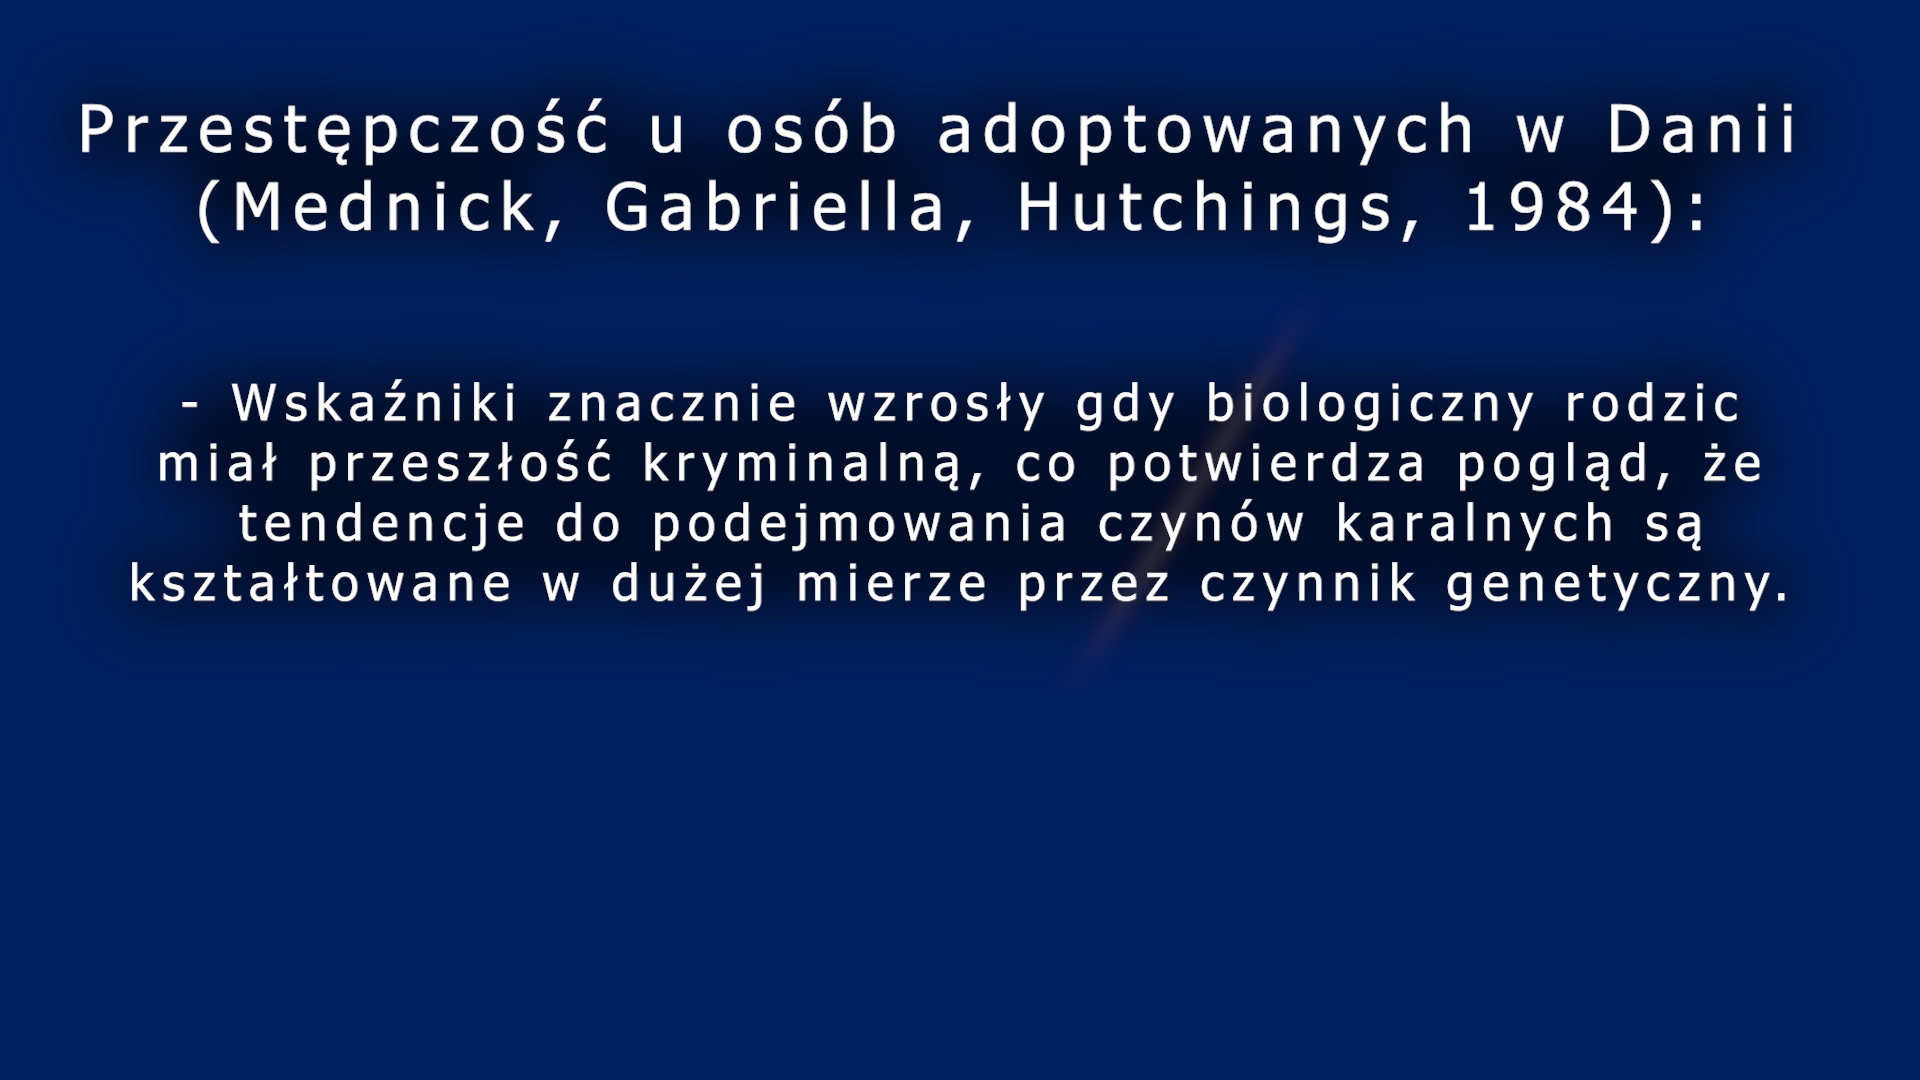 Przestępczość u osób adoptowanych w Danii
(Mednick, Gabriella, Hutchings, 1984):
- Wskaźniki znacznie wzrosły gdy biologiczny rodzic
miał przeszłość kryminalną, co potwierdza pogląd, że
tendencje do podejmowania czynów karalnych są
kształtowane w dużej mierze przez czynnik genetyczny.